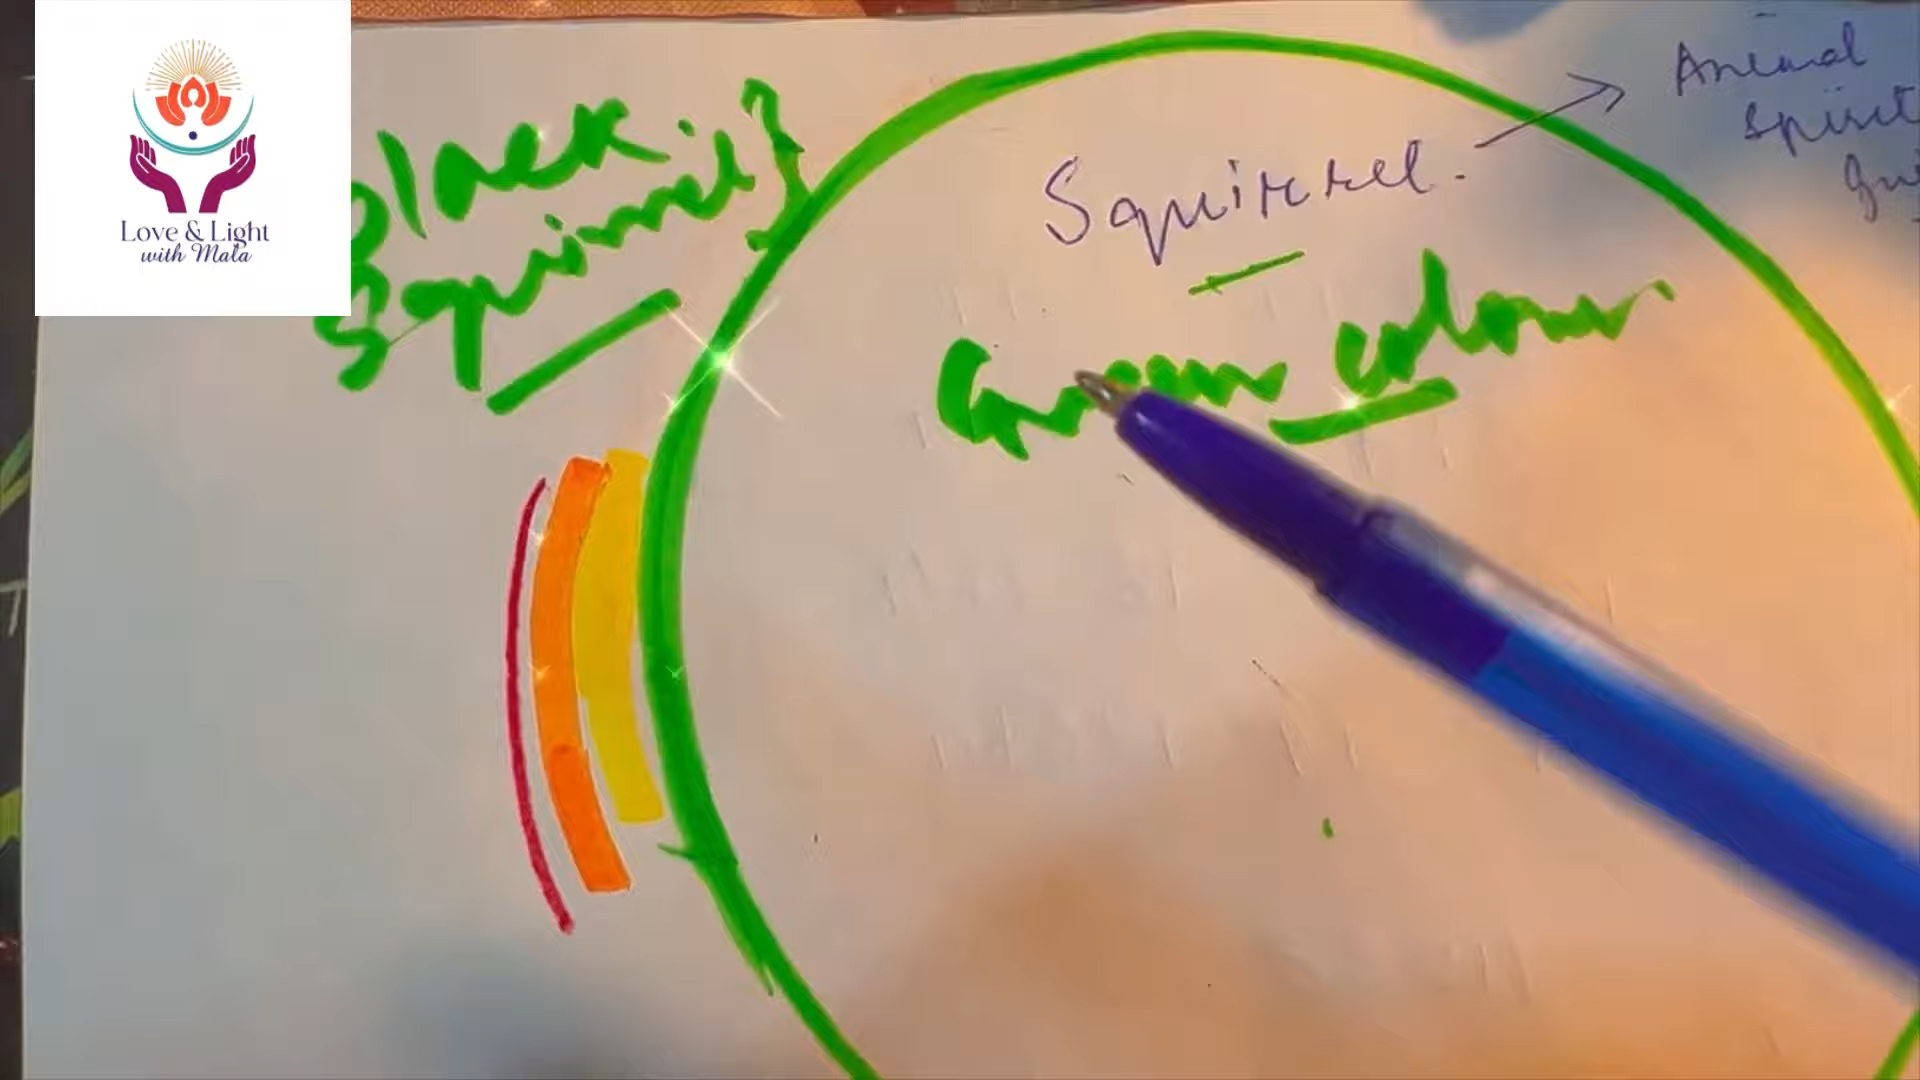 Love & Light
with Mala
black
Squirrel }
Squirrel.
Animal
Spirit
Green colour